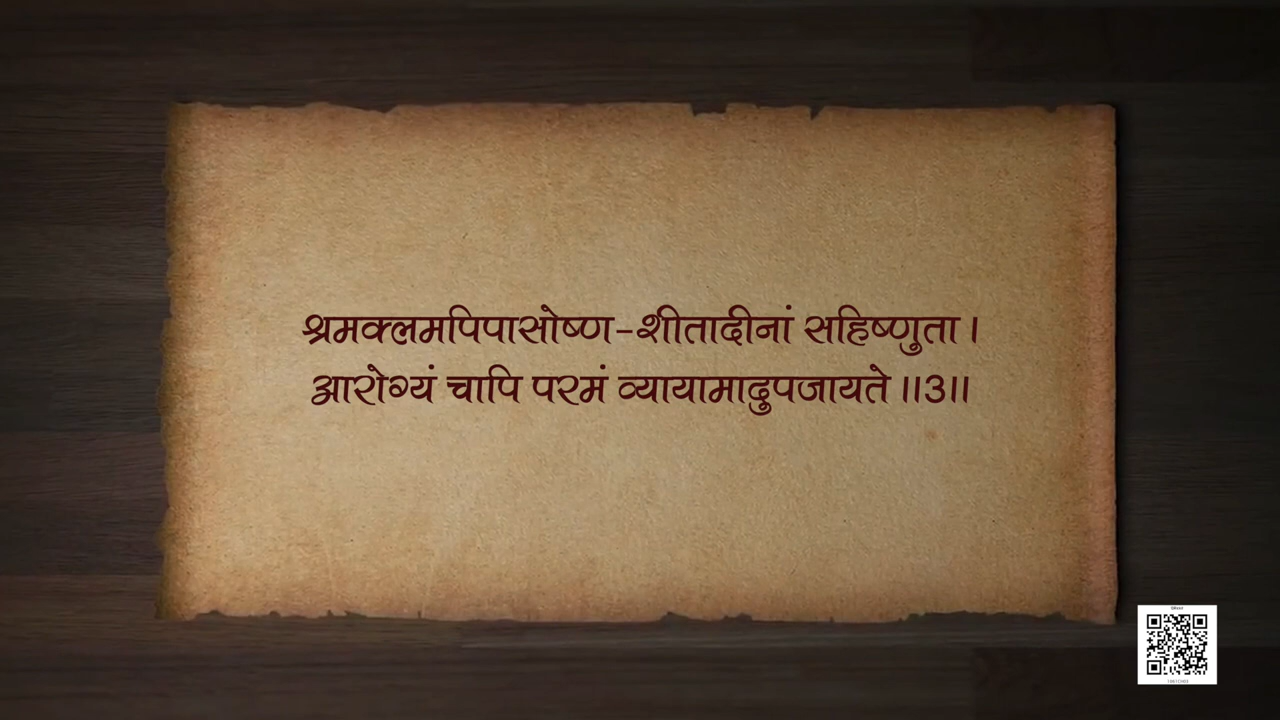 श्रमक्लमपिपासोष्ण-शीतादीनां सहिष्णुता ।
आरोग्यं चापि परमं व्यायामादुपजायते ॥३॥